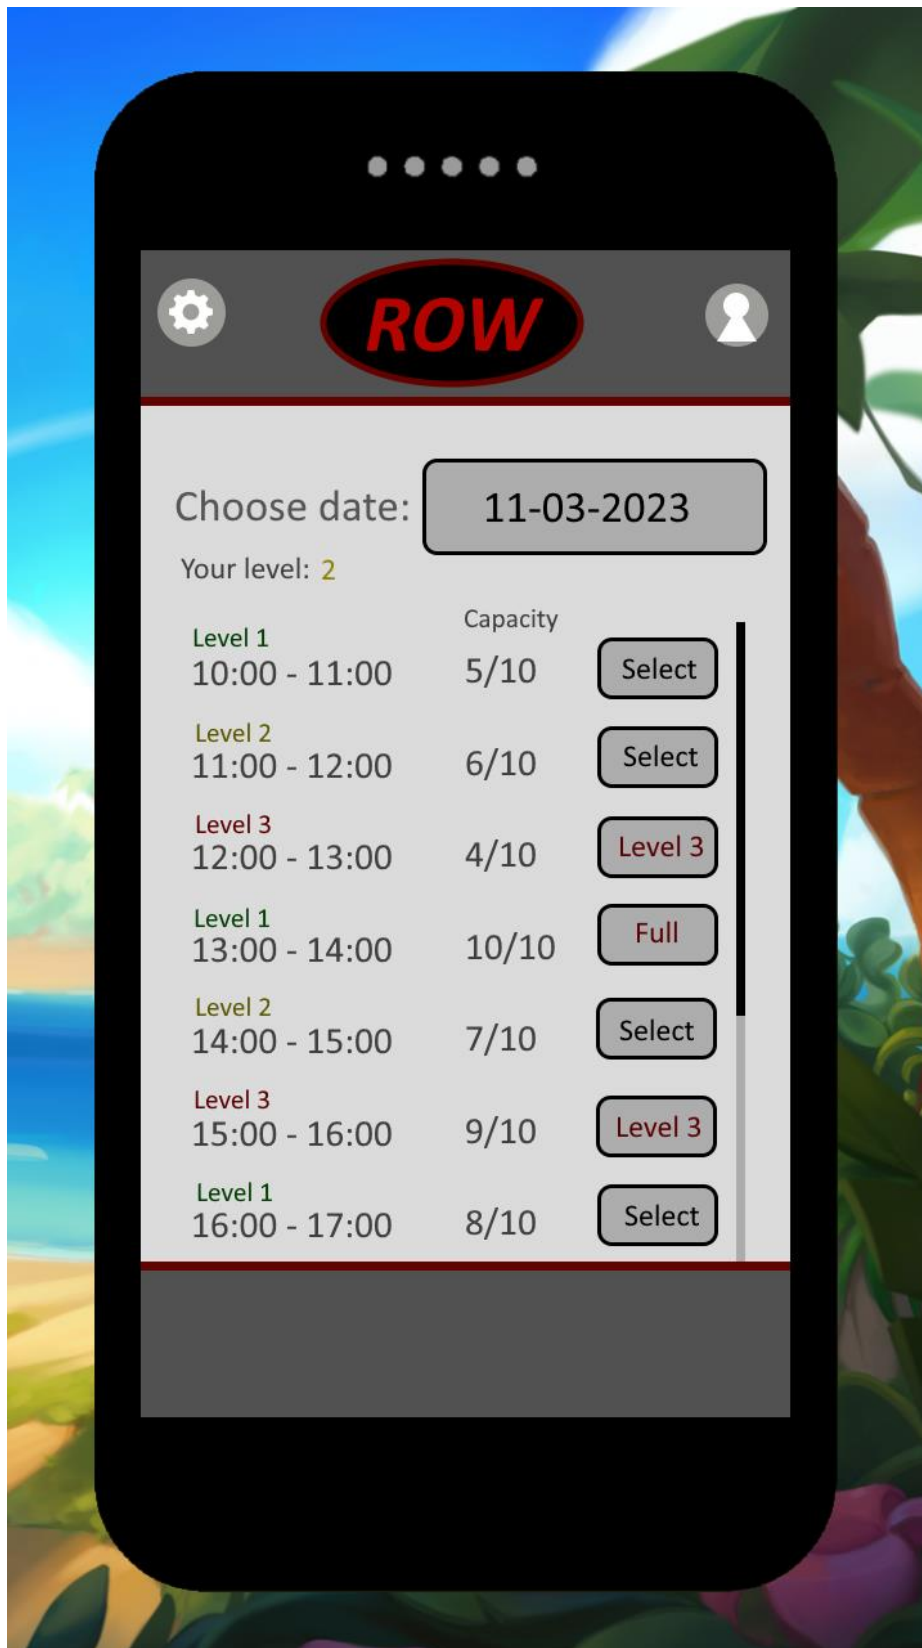 ROW
Choose date: 11-03-2023
Your level: 2
Capacity
Level 1
10:00 - 11:00 5/10 Select
Level 2
11:00 - 12:00 6/10 Select
Level 3
12:00 - 13:00 4/10 Level 3
Level 1
13:00 - 14:00 10/10 Full
Level 2
14:00 - 15:00 7/10 Select
Level 3
15:00 - 16:00 9/10 Level 3
Level 1
16:00 - 17:00 8/10 Select